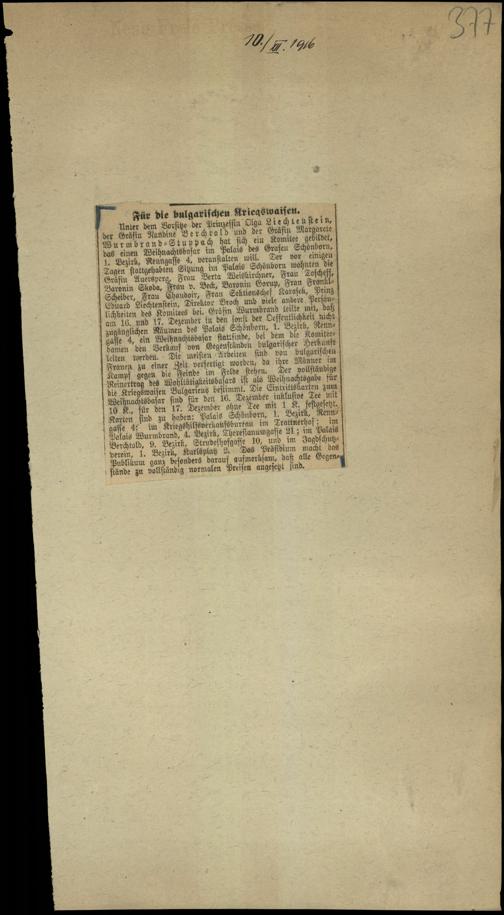 377
10./XII. 1916
Für die bulgarischen Kriegswaisen.
Unter dem Vorsitze der Prinzessin Olga Liechtenstein,
der Gräfin Nandine Berchtold und der Gräfin Margarete
Wurmbrand-Stuppach hat sich ein Komitee gebildet,
das einen Weihnachtsbasar im Palais des Grafen Schönborn,
1. Bezirk, Renngasse 4, veranstalten will. Der vor einigen
Tagen stattgehabten Sitzung im Palais Schönborn wohnten die
Gräfin Auersperg, Frau Berta Weiskirchner, Frau Toscheff,
Baronin Skoda, Frau v. Beck, Baronin Gorup, Frau Frankl-
Scheiber, Frau Chaudoir, Frau Sektionschef Karasek, Prinz
Eduard Liechtenstein, Direktor Broch und viele andere Persön-
lichkeiten des Komitees bei. Gräfin Wurmbrand teilte mit, daß
am 16. und 17. Dezember in den sonst der Oeffentlichkeit nicht
zugänglichen Räumen des Palais Schönborn, 1. Bezirk, Renn-
gasse 4, ein Weihnachtsbasar stattfinde, bei dem die Komitee-
damen den Verkauf von Gegenständen bulgarischer Herkunft
leiten werden. Die meisten Arbeiten sind von bulgarischen
Frauen zu einer Zeit verfertigt worden, da ihre Männer im
Kampf gegen die Feinde im Felde stehen. Der vollständige
Reinertrag des Wohltätigkeitsbasars ist als Weihnachtsgabe für
die Kriegswaisen Bulgariens bestimmt. Die Eintrittskarten zum
Weihnachtsbasar sind für den 16. Dezember inklusive Tee mit
10 K., für den 17. Dezember ohne Tee mit 1 K. festgesetzt.
Karten sind zu haben: Palais Schönborn, 1. Bezirk, Renn-
gasse 4; im Kriegshilfsverkaufsbureau im Trattnerhof; im
Palais Wurmbrand, 4. Bezirk, Theresianumgasse 21; im Palais
Berchtold, 9. Bezirk, Strudelhofgasse 10, und im Jagdschutz-
verein, 1. Bezirk, Karlsplatz 2. Das Präsidium macht das
Publikum ganz besonders darauf aufmerksam, daß alle Gegen-
stände zu vollständig normalen Preisen angesetzt sind.